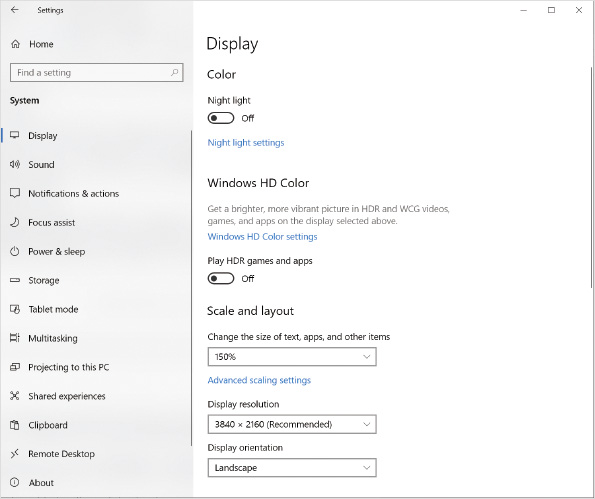 Settings
Home
Find a setting
System
Display
Sound
Notifications & actions
Focus assist
Power & sleep
Storage
Tablet mode
Multitasking
Projecting to this PC
Shared experiences
Clipboard
Remote Desktop
About
Display
Color
Night light
Off
Night light settings
Windows HD Color
Get a brighter, more vibrant picture in HDR and WCG videos,
games, and apps on the display selected above.
Windows HD Color settings
Play HDR games and apps
Off
Scale and layout
Change the size of text, apps, and other items
150%
Advanced scaling settings
Display resolution
3840 × 2160 (Recommended)
Display orientation
Landscape